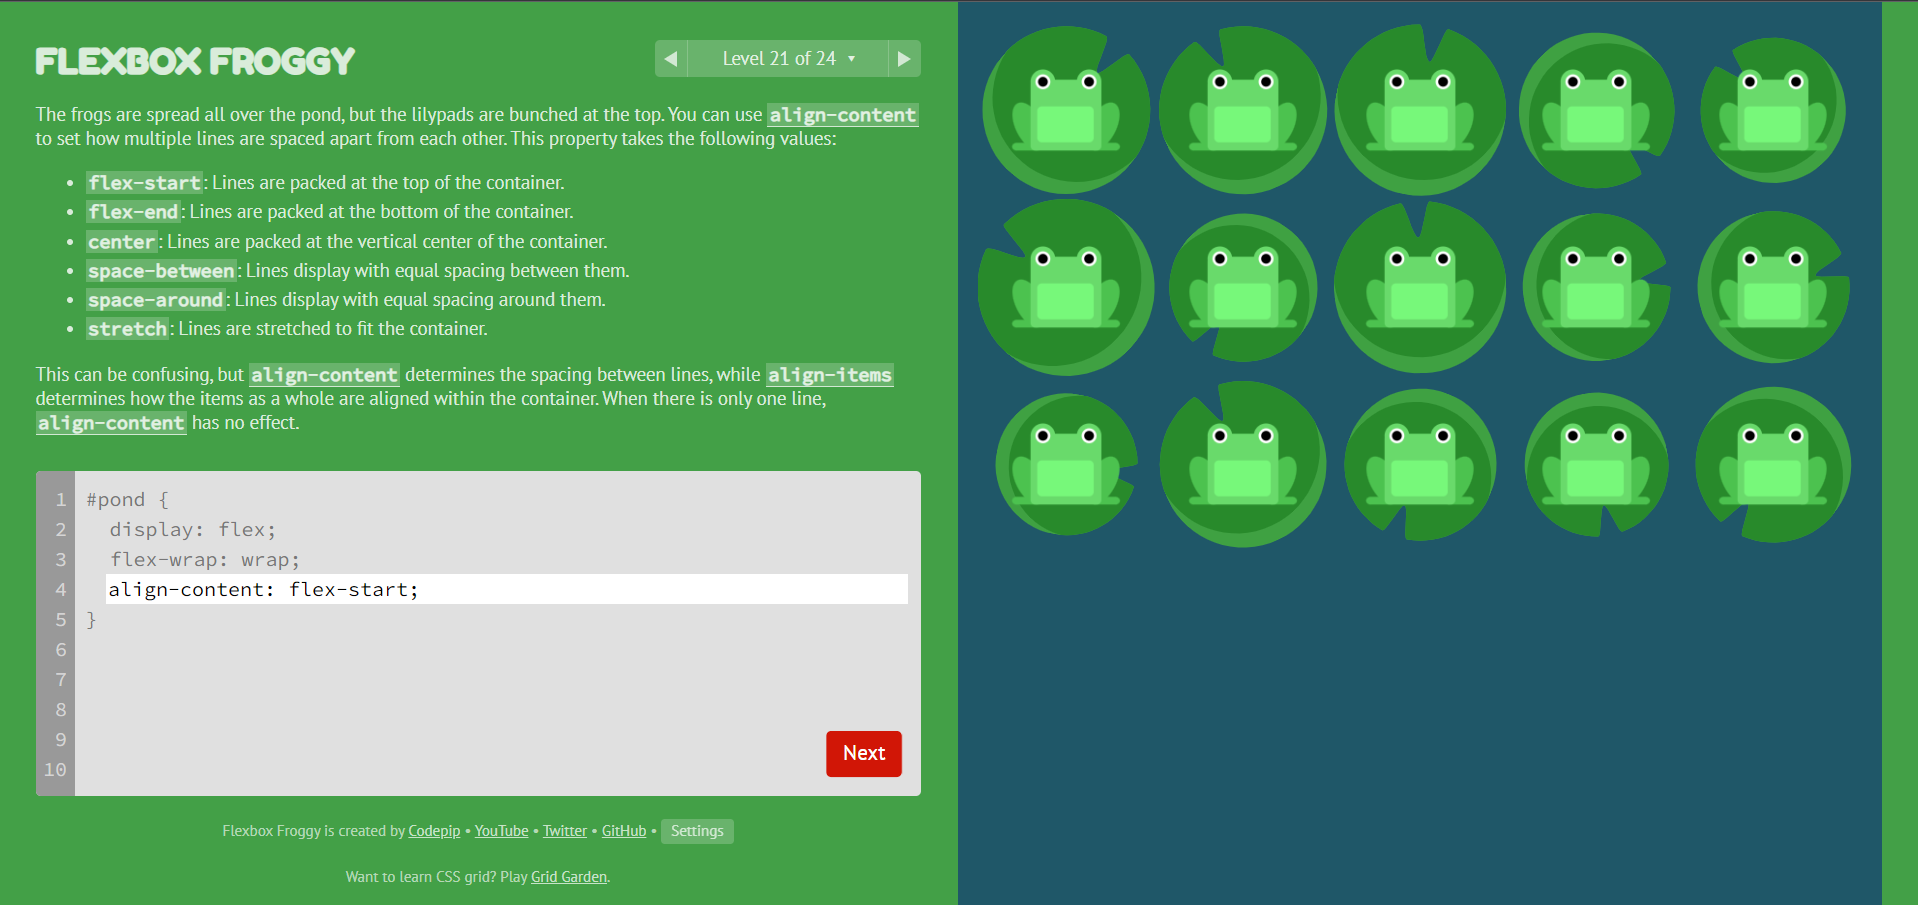 FLEXBOX FROGGY
◀ Level 21 of 24 ▾ ▶
The frogs are spread all over the pond, but the lilypads are bunched at the top. You can use align-content
to set how multiple lines are spaced apart from each other. This property takes the following values:
• flex-start: Lines are packed at the top of the container.
• flex-end: Lines are packed at the bottom of the container.
• center: Lines are packed at the vertical center of the container.
• space-between: Lines display with equal spacing between them.
• space-around: Lines display with equal spacing around them.
• stretch: Lines are stretched to fit the container.
This can be confusing, but align-content determines the spacing between lines, while align-items
determines how the items as a whole are aligned within the container. When there is only one line,
align-content has no effect.
1 #pond {
2 display: flex;
3 flex-wrap: wrap;
4 align-content: flex-start;
5 }
6
7
8
9
10
Next
Flexbox Froggy is created by Codepip • YouTube • Twitter • GitHub • Settings
Want to learn CSS grid? Play Grid Garden.